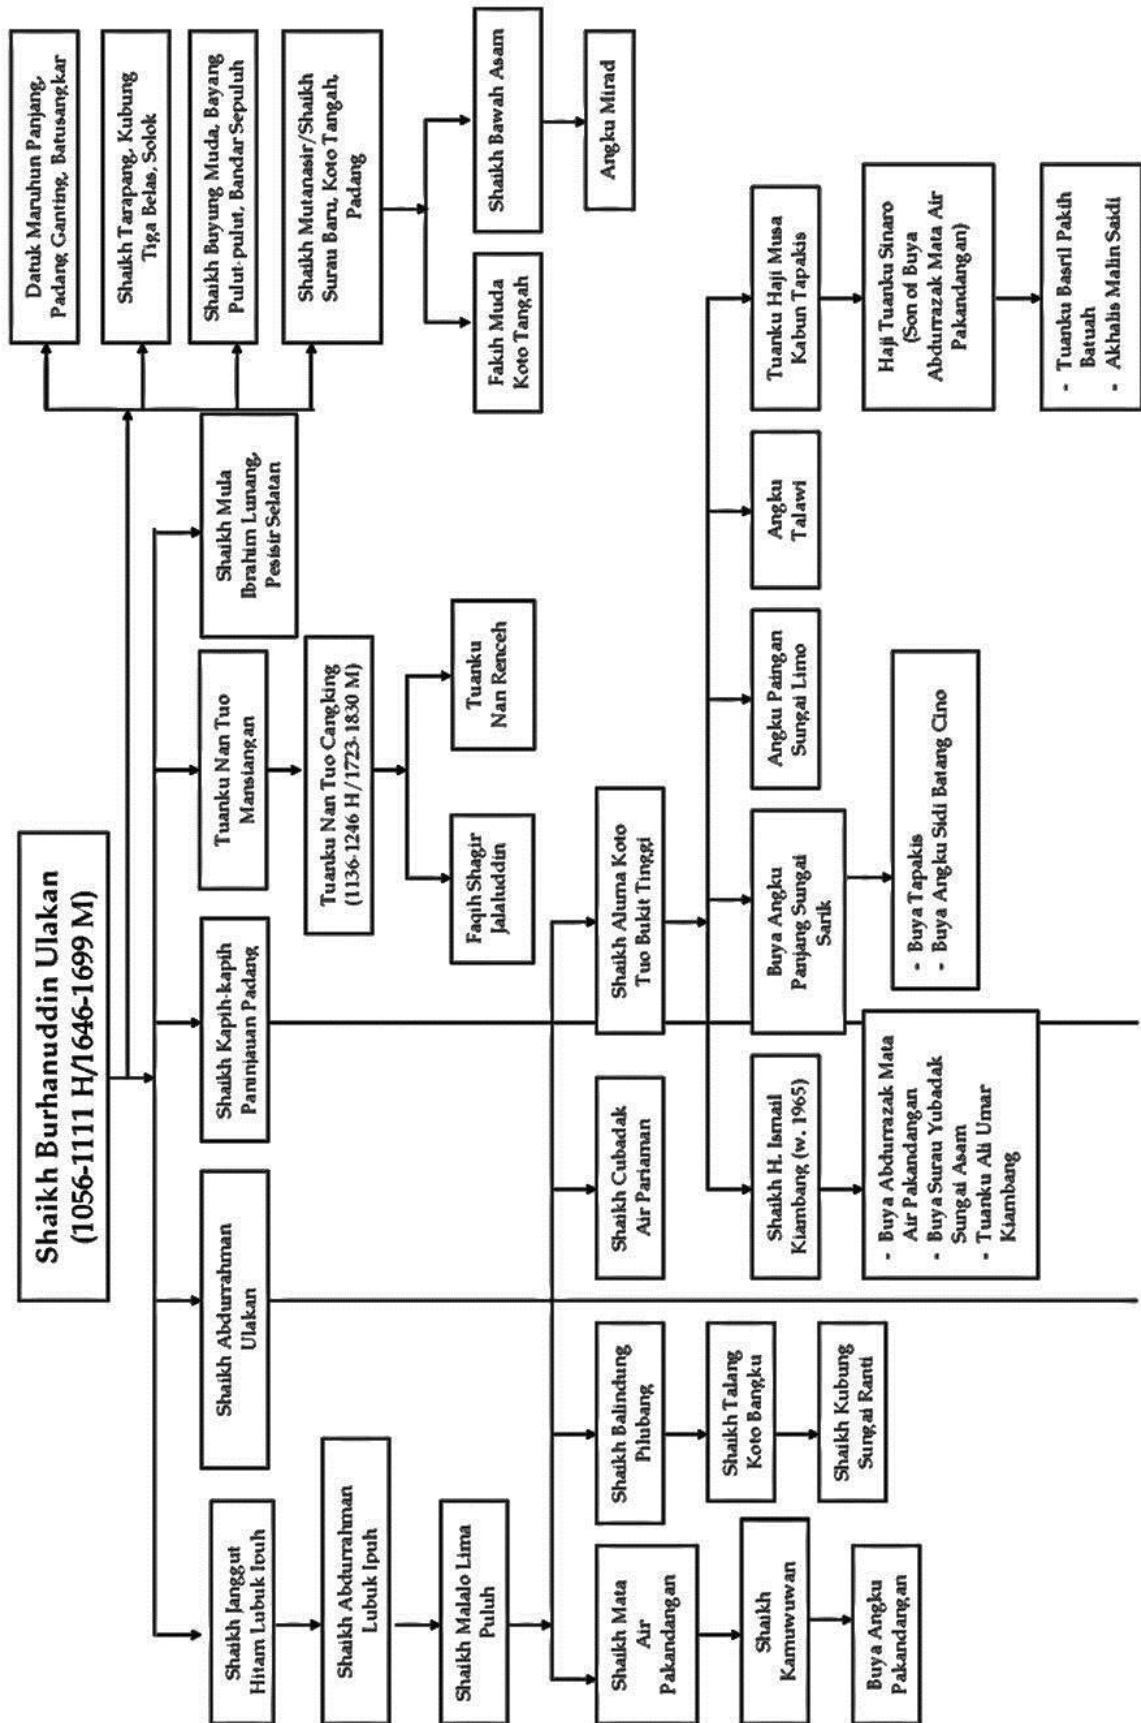 Shaikh Burhanuddin Ulakan
(1056-1111 H/1646-1699 M)
Datuk Maruhun Panjang,
Padang Ganting, Batusangkar
Shaikh Tarapang, Kubung
Tiga Belas, Solok
Shaikh Buyung Muda, Bayang
Pulut-pulut, Bandar Sepuluh
Shaikh Mutanasir/Shaikh
Surau Baru, Koto Tangah,
Padang
Fakih Muda
Koto Tangah
Shaikh Bawah Asam
Angku Mirad
Shaikh Janggut
Hitam Lubuk Ipuh
Shaikh Abdurrahman
Ulakan
Shaikh Kapih-kapih
Paninjauan Padang
Tuanku Nan Tuo
Mansiangan
Shaikh Mula
Ibrahim Lunang,
Pesisir Selatan
Shaikh Abdurrahman
Lubuk Ipuh
Tuanku Nan Tuo Cangking
(1136-1246 H/1723-1830 M)
Shaikh Malalo Lima
Puluh
Faqih Shagir
Jalaluddin
Tuanku
Nan Renceh
Shaikh Mata
Air
Pakandangan
Shaikh Balindung
Pilubang
Shaikh Cubadak
Air Pariaman
Shaikh Aluma Koto
Tuo Bukit Tinggi
Shaikh
Kamuwuwan
Shaikh Talang
Koto Bangku
Shaikh H. Ismail
Kiambang (w. 1965)
Buya Angku
Panjang Sungai
Sarik
Angku Paingan
Sungai Limo
Angku
Talawi
Tuanku Haji Musa
Kabun Tapakis
Buya Angku
Pakandangan
Shaikh Kubung
Sungai Ranti
- Buya Abdurrazak Mata
Air Pakandangan
- Buya Surau Yubadak
Sungai Asam
- Tuanku Ali Umar
Kiambang
- Buya Tapakis
- Buya Angku Sidi Batang Cino
Haji Tuanku Sinaro
(Son of Buya
Abdurrazak Mata Air
Pakandangan)
- Tuanku Basril Pakih
Batuah
- Akhalis Malin Saidi